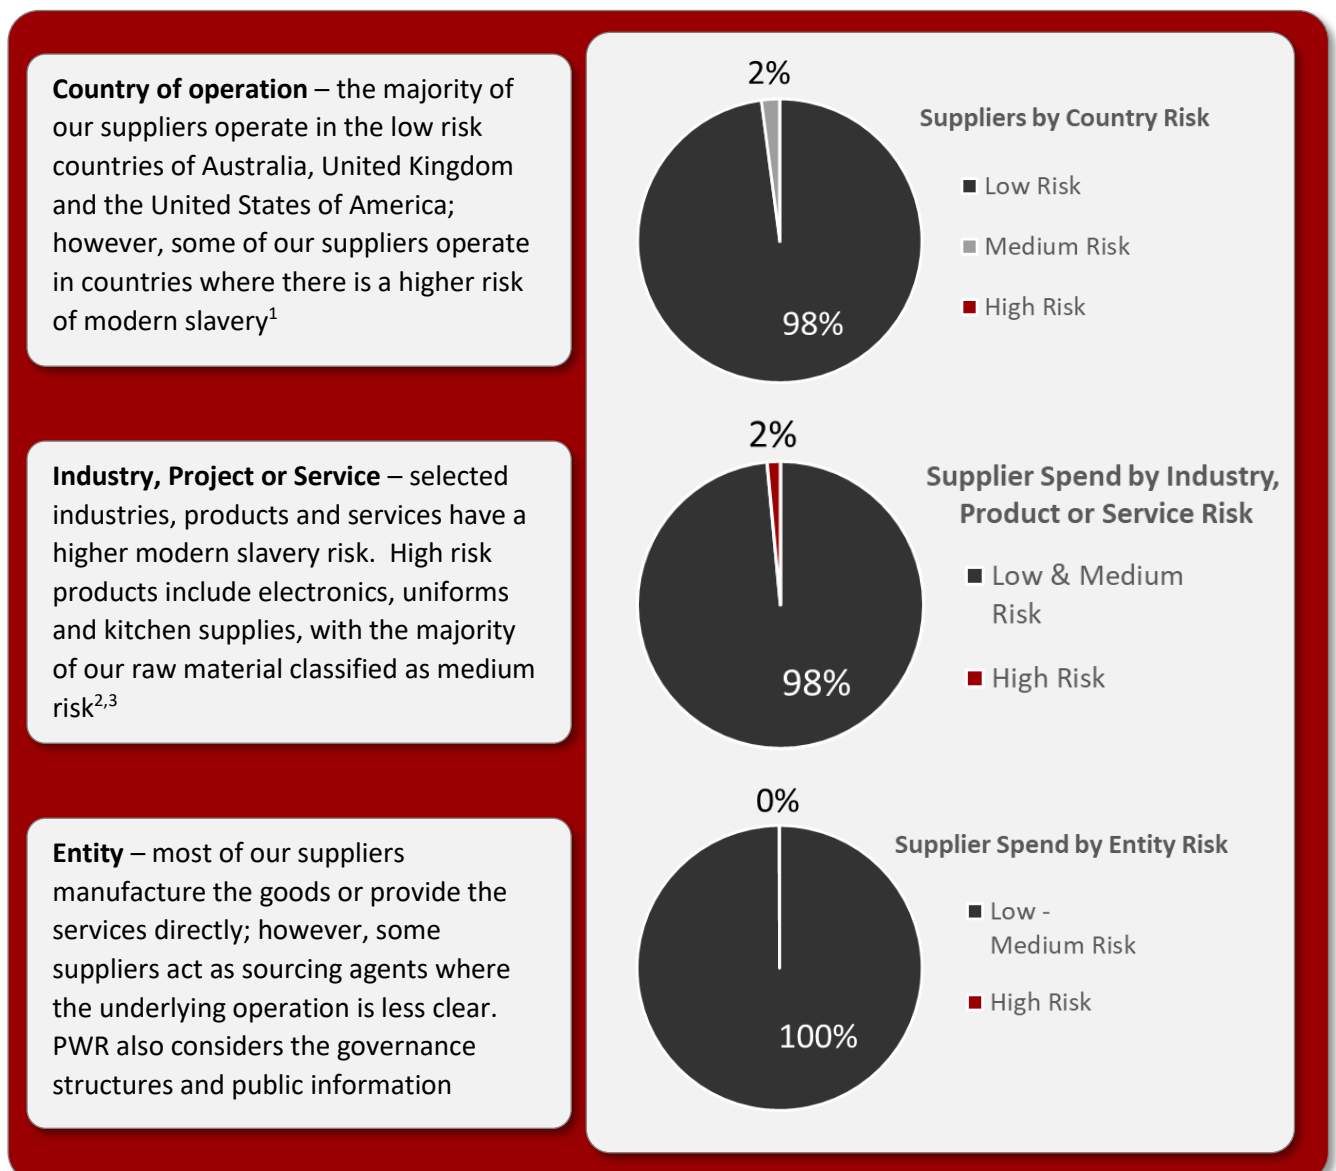 Country of operation – the majority of
our suppliers operate in the low risk
countries of Australia, United Kingdom
and the United States of America;
however, some of our suppliers operate
in countries where there is a higher risk
of modern slavery1
2%
Suppliers by Country Risk
Low Risk
Medium Risk
High Risk
98%
Industry, Project or Service – selected
industries, products and services have a
higher modern slavery risk.  High risk
products include electronics, uniforms
and kitchen supplies, with the majority
of our raw material classified as medium
risk2,3
2%
Supplier Spend by Industry,
Product or Service Risk
Low & Medium
Risk
High Risk
98%
Entity – most of our suppliers
manufacture the goods or provide the
services directly; however, some
suppliers act as sourcing agents where
the underlying operation is less clear.
PWR also considers the governance
structures and public information
0%
Supplier Spend by Entity Risk
Low -
Medium Risk
High Risk
100%